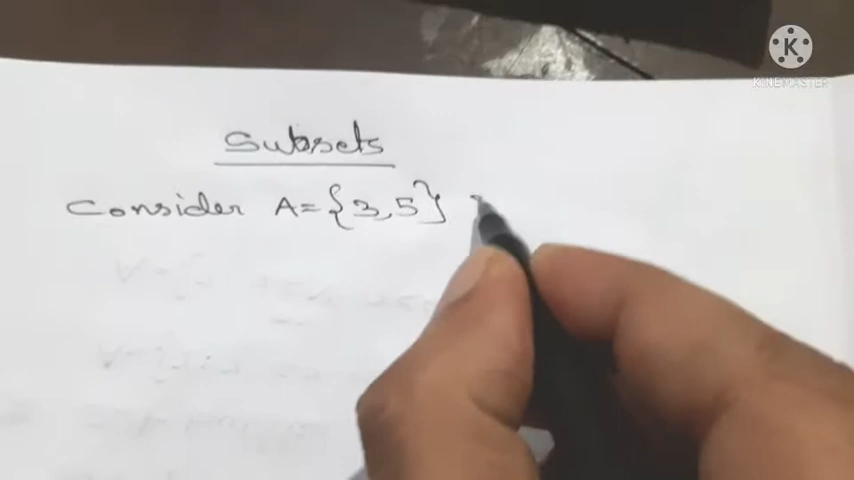 Subsets
Consider A = {3, 5}
K
KINEMASTER